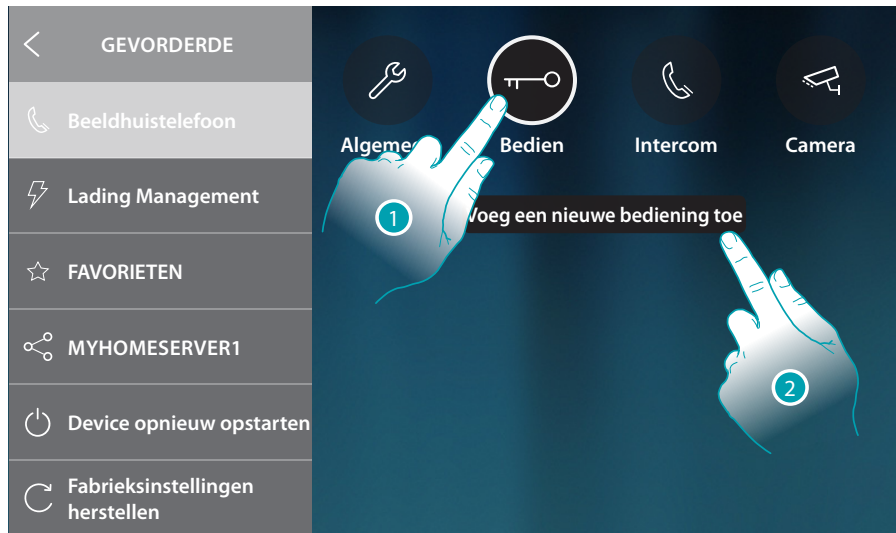 GEVORDERDE
Beeldhuistelefoon
Lading Management
FAVORIETEN
MYHOMESERVER1
Device opnieuw opstarten
Fabrieksinstellingen
herstellen
Bedien
Intercom
Camera
een nieuwe bediening toe
1
2